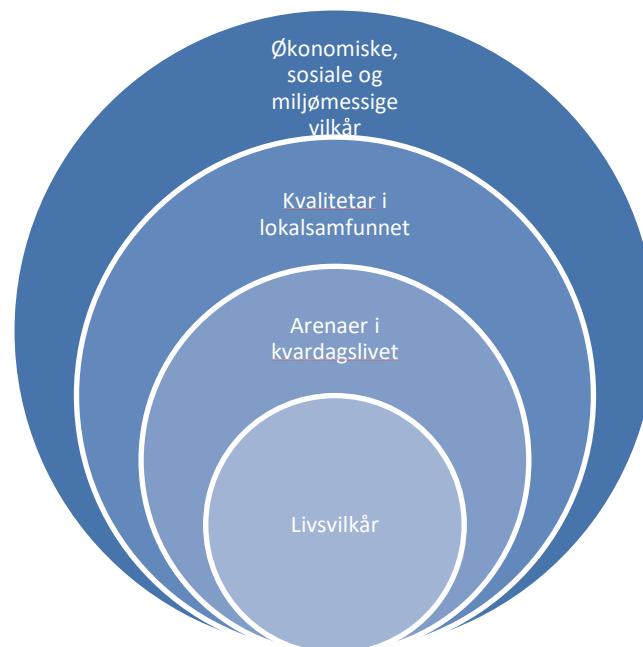 Økonomiske,
sosiale og
miljømessige
vilkår
Kvalitetar i
lokalsamfunnet
Arenaer i
kvardagslivet
Livsvilkår